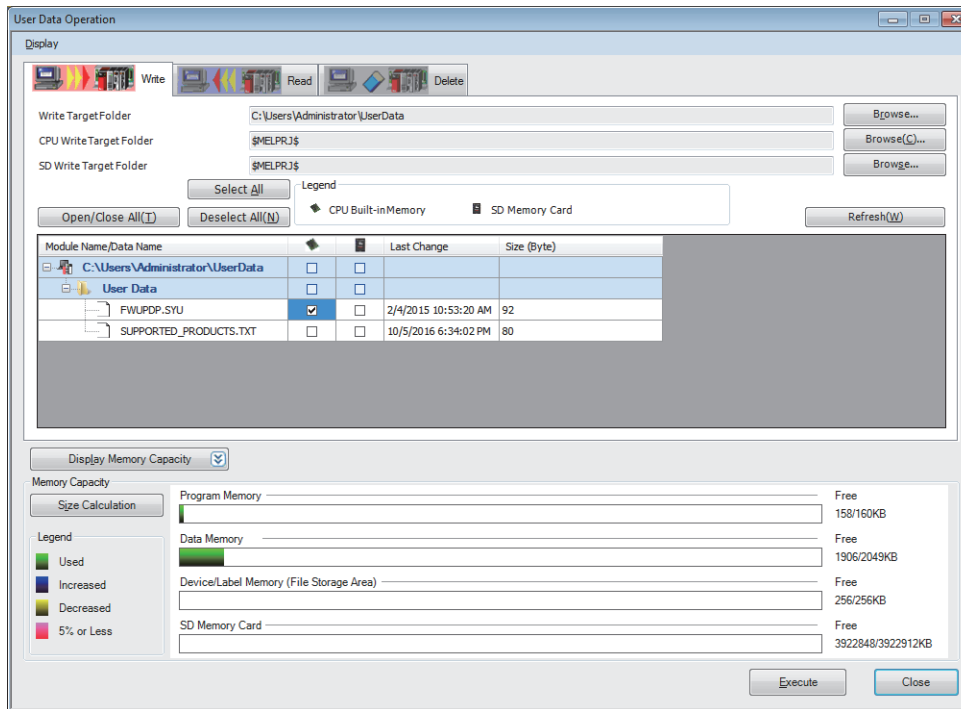 User Data Operation
Display
Write Read Delete
Write Target Folder C:\Users\Administrator\UserData Browse...
CPU Write Target Folder $MELPRJ$ Browse(C)...
SD Write Target Folder $MELPRJ$ Browse...
Select All Legend
Open/Close All(T) Deselect All(N) CPU Built-in Memory SD Memory Card Refresh(W)
Module Name/Data Name Last Change Size (Byte)
C:\Users\Administrator\UserData
User Data
FWUPDP.SYU 2/4/2015 10:53:20 AM 92
SUPPORTED_PRODUCTS.TXT 10/5/2016 6:34:02 PM 80
Display Memory Capacity
Memory Capacity
Size Calculation Program Memory Free
158/160KB
Legend Data Memory Free
Used 1906/2049KB
Increased Device/Label Memory (File Storage Area) Free
Decreased 256/256KB
5% or Less SD Memory Card Free
3922848/3922912KB
Execute Close